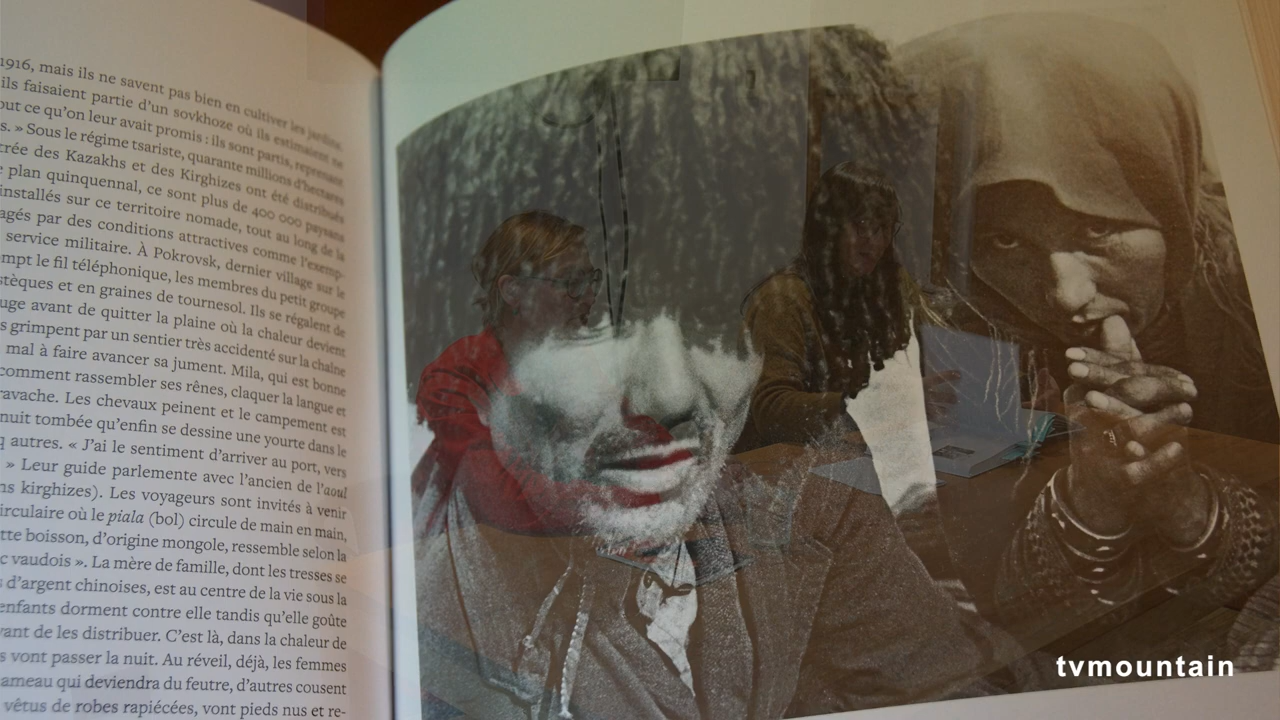 1916, mais ils ne savent pas bien en cultiver les jardins.
ils faisaient partie d'un sovkhoze où ils estimaient ne
out ce qu'on leur avait promis : ils sont partis, reprenant
s. » Sous le régime tsariste, quarante millions d'hectares
trée des Kazakhs et des Kirghizes ont été distribués
e plan quinquennal, ce sont plus de 400 000 paysans
installés sur ce territoire nomade, tout au long de la
agés par des conditions attractives comme l'exemp-
service militaire. À Pokrovsk, dernier village sur le
ompt le fil téléphonique, les membres du petit groupe
stèques et en graines de tournesol. Ils se régalent de
uge avant de quitter la plaine où la chaleur devient
s grimpent par un sentier très accidenté sur la chaîne
mal à faire avancer sa jument. Mila, qui est bonne
comment rassembler ses rênes, claquer la langue et
ravache. Les chevaux peinent et le campement est
nuit tombée qu'enfin se dessine une yourte dans le
q autres. « J'ai le sentiment d'arriver au port, vers
» Leur guide parlemente avec l'ancien de l'aoul
ns kirghizes). Les voyageurs sont invités à venir
irculaire où le piala (bol) circule de main en main,
tte boisson, d'origine mongole, ressemble selon la
c vaudois ». La mère de famille, dont les tresses se
s d'argent chinoises, est au centre de la vie sous la
enfants dorment contre elle tandis qu'elle goûte
vant de les distribuer. C'est là, dans la chaleur de
s vont passer la nuit. Au réveil, déjà, les femmes
ameau qui deviendra du feutre, d'autres cousent
vêtus de robes rapiécées, vont pieds nus et re-
tvmountain